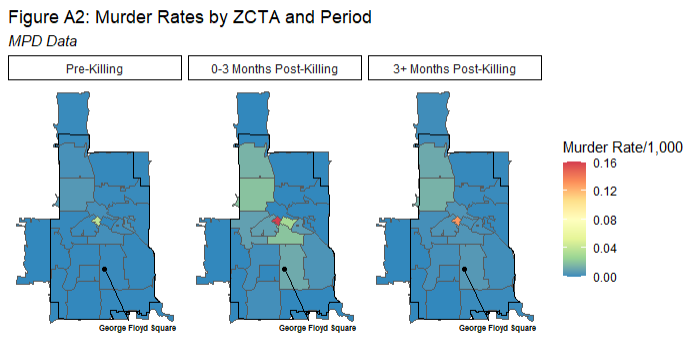 Figure A2: Murder Rates by ZCTA and Period
MPD Data
Pre-Killing
0-3 Months Post-Killing
3+ Months Post-Killing
George Floyd Square
George Floyd Square
George Floyd Square
Murder Rate/1,000
0.16
0.12
0.08
0.04
0.00